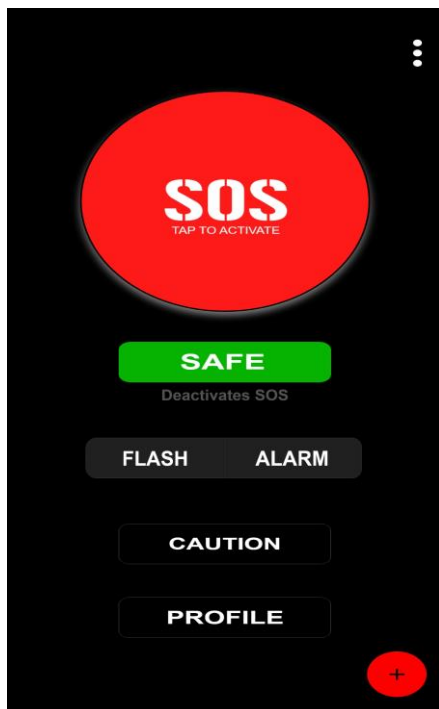 SOS
TAP TO ACTIVATE
SAFE
Deactivates SOS
FLASH ALARM
CAUTION
PROFILE
+